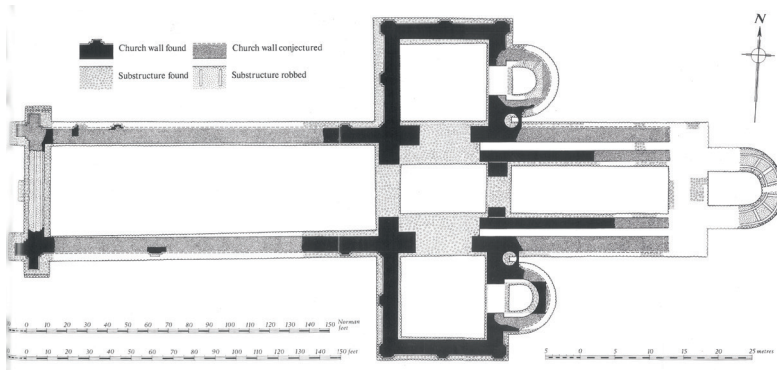 N
Church wall found
Church wall conjectured
Substructure found
Substructure robbed
0 0 10 20 30 40 50 60 70 80 90 100 110 120 130 140 150 Norman feet
0 0 10 20 30 40 50 60 70 80 90 100 110 120 130 140 150 feet
5 0 5 10 15 20 25 metres